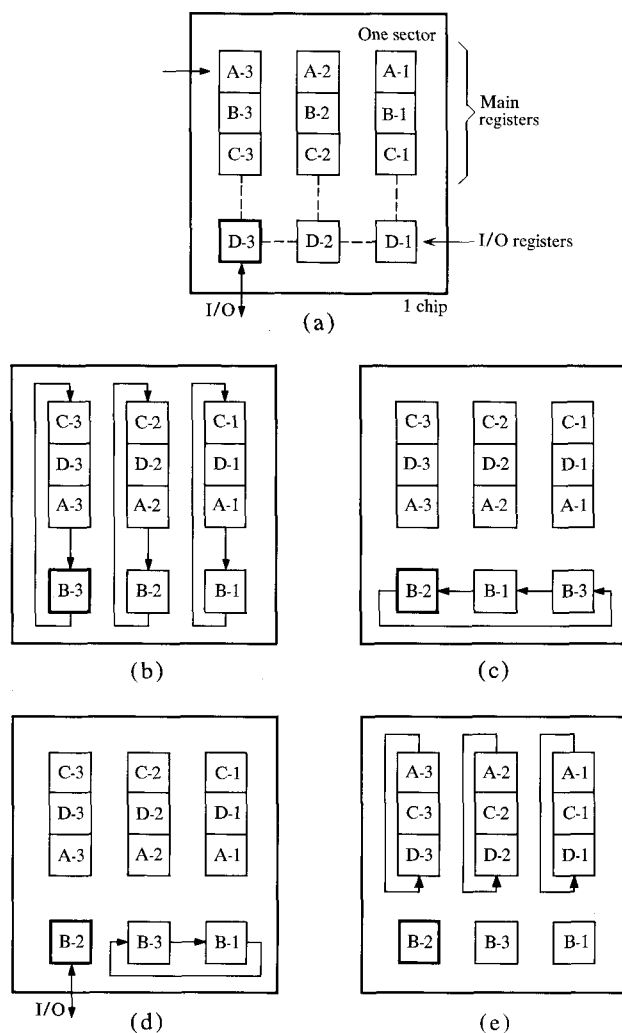 One sector
A-3 A-2 A-1
B-3 B-2 B-1
C-3 C-2 C-1
Main
registers
D-3 D-2 D-1
I/O registers
I/O
1 chip
(a)
C-3 C-2 C-1
D-3 D-2 D-1
A-3 A-2 A-1
B-3 B-2 B-1
(b)
C-3 C-2 C-1
D-3 D-2 D-1
A-3 A-2 A-1
B-2 B-1 B-3
(c)
C-3 C-2 C-1
D-3 D-2 D-1
A-3 A-2 A-1
B-2 B-3 B-1
I/O
(d)
A-3 A-2 A-1
C-3 C-2 C-1
D-3 D-2 D-1
B-2 B-3 B-1
(e)